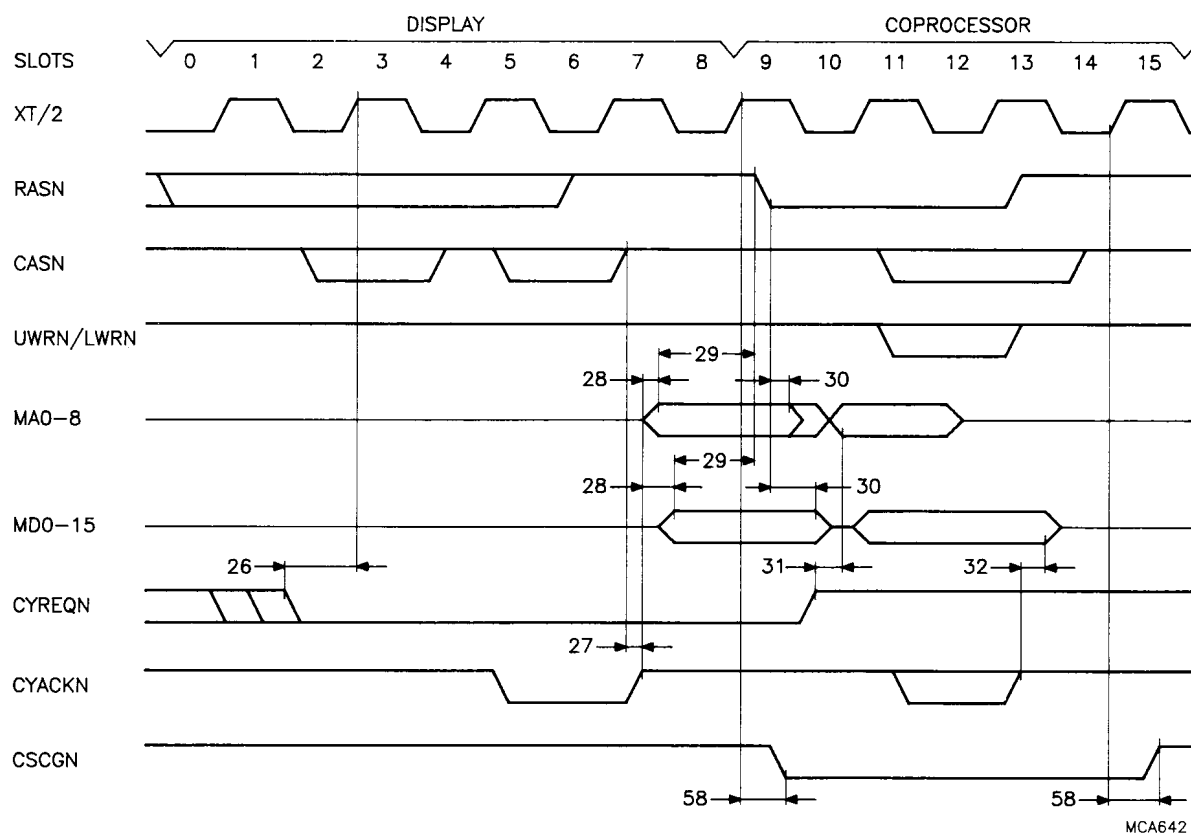 DISPLAY COPROCESSOR
SLOTS 0 1 2 3 4 5 6 7 8 9 10 11 12 13 14 15
XT/2
RASN
CASN
UWRN/LWRN
29
28 30
MA0-8
29
28 30
MD0-15
26 31 32
CYREQN
27
CYACKN
CSCGN
58 58
MCA642